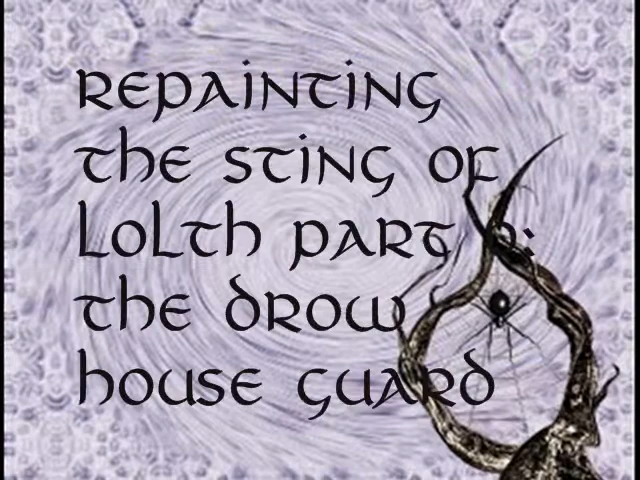 Repainting
the Sting of
Lolth Part
the Drow
House Guard